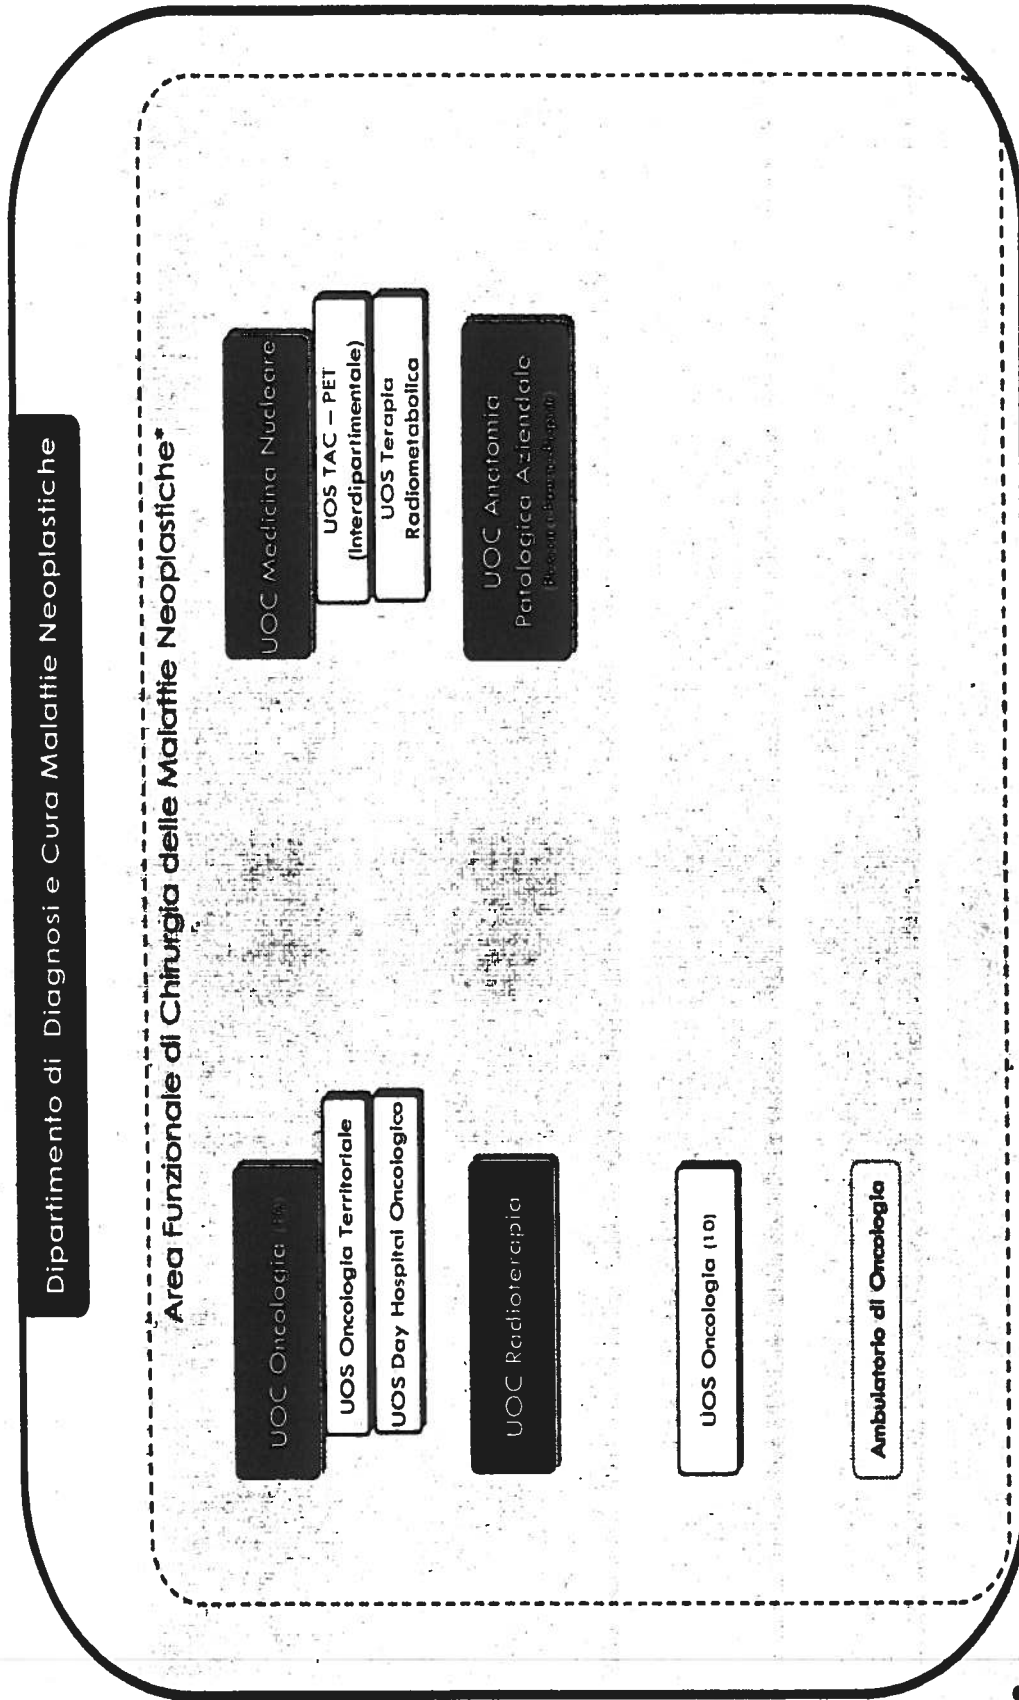 Dipartimento di Diagnosi e Cura Malattie Neoplastiche
Area Funzionale di Chirurgia delle Malattie Neoplastiche*
UOC Oncologia
UOS Oncologia Territoriale
UOS Day Hospital Oncologico
UOC Radioterapia
UOS Oncologia (10)
Ambulatorio di Oncologia
UOC Medicina Nucleare
UOS TAC – PET
(Interdipartimentale)
UOS Terapia
Radiometabolica
UOC Anatomia
Patologica Aziendale